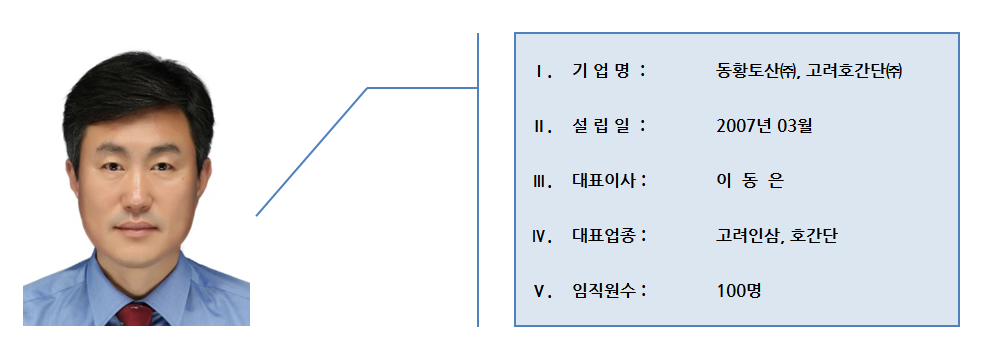 Ⅰ. 기 업 명 : 동황토산㈜, 고려호간단㈜
Ⅱ. 설 립 일 : 2007년 03월
Ⅲ. 대표이사 : 이 동 은
Ⅳ. 대표업종 : 고려인삼, 호간단
Ⅴ. 임직원수 : 100명